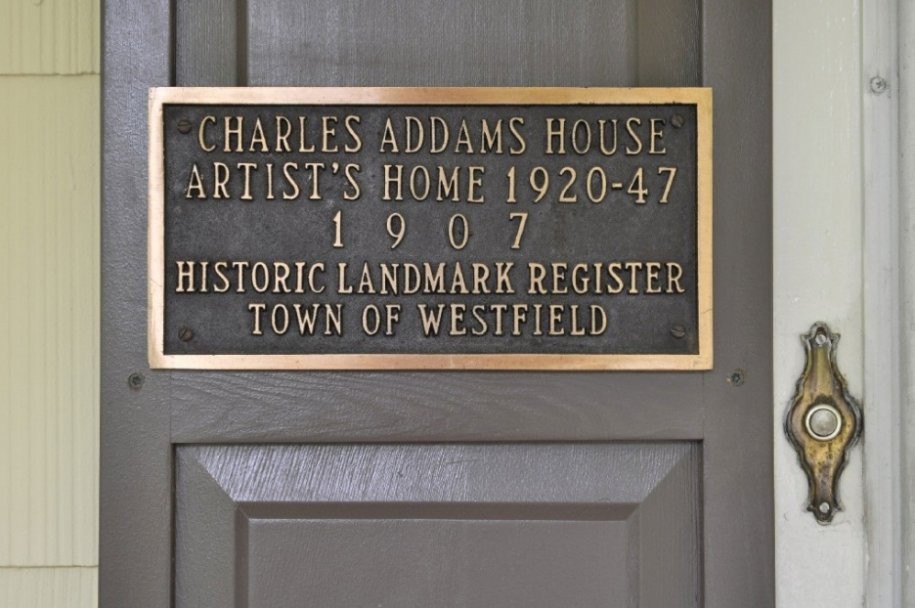 CHARLES ADDAMS HOUSE
ARTIST'S HOME 1920-47
1907
HISTORIC LANDMARK REGISTER
TOWN OF WESTFIELD